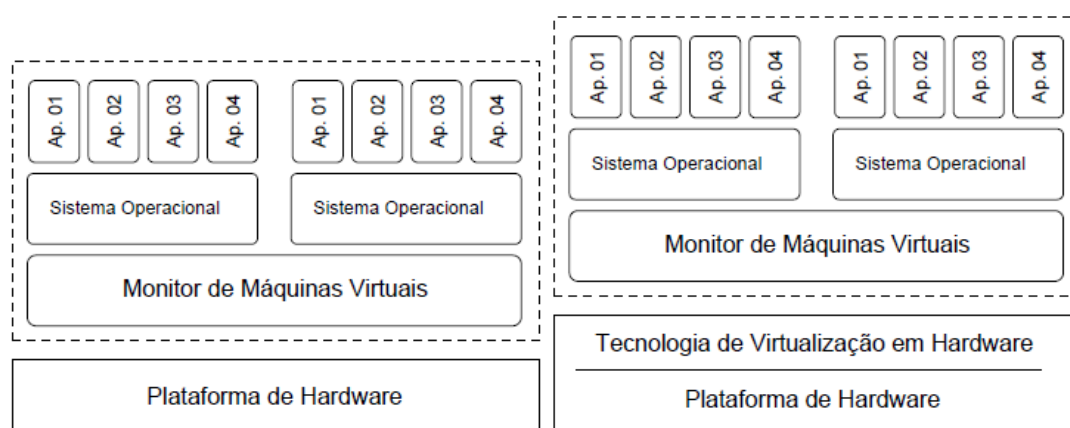 Ap. 01
Ap. 02
Ap. 03
Ap. 04
Ap. 01
Ap. 02
Ap. 03
Ap. 04
Sistema Operacional
Sistema Operacional
Monitor de Máquinas Virtuais
Plataforma de Hardware
Ap. 01
Ap. 02
Ap. 03
Ap. 04
Ap. 01
Ap. 02
Ap. 03
Ap. 04
Sistema Operacional
Sistema Operacional
Monitor de Máquinas Virtuais
Tecnologia de Virtualização em Hardware
Plataforma de Hardware